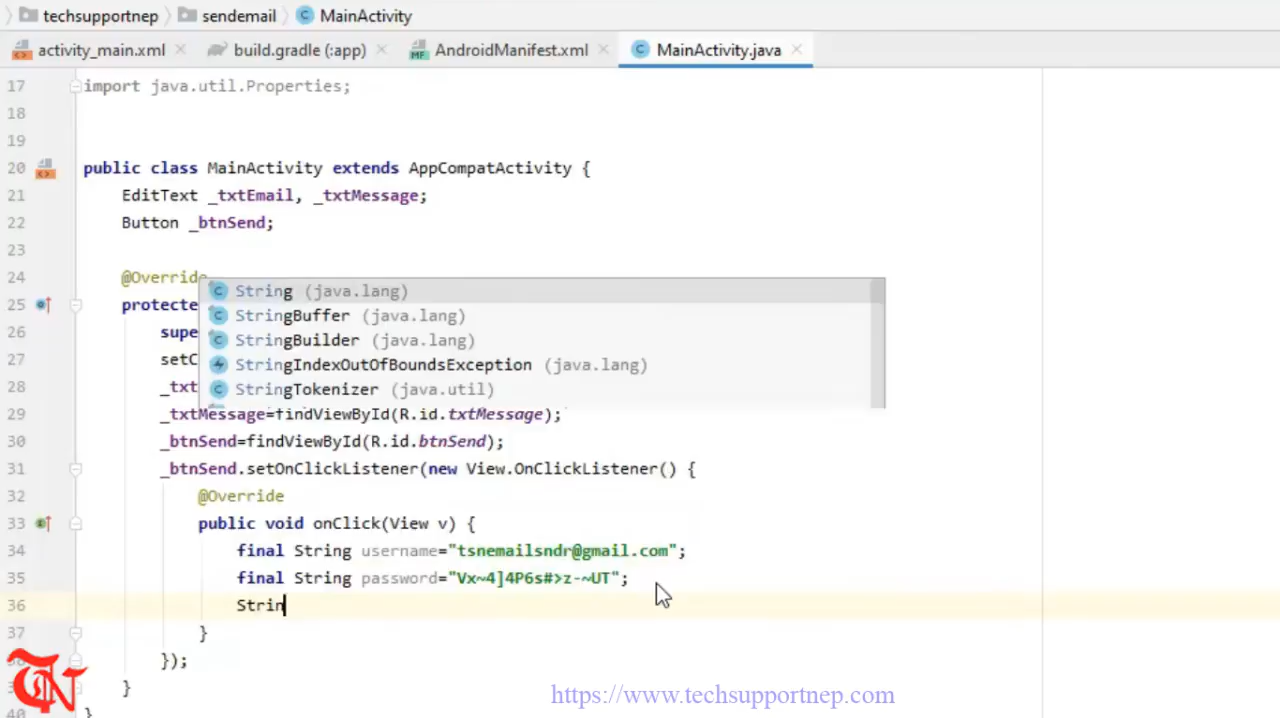 techsupportnep sendemail MainActivity
activity_main.xml build.gradle (:app) AndroidManifest.xml MainActivity.java
17 import java.util.Properties;
18
19
20 public class MainActivity extends AppCompatActivity {
21 EditText _txtEmail, _txtMessage;
22 Button _btnSend;
23
24 @Override
String (java.lang)
25 protecte
StringBuffer (java.lang)
26 supe
StringBuilder (java.lang)
27 setC
StringIndexOutOfBoundsException (java.lang)
28 _txt
StringTokenizer (java.util)
29 _txtMessage=findViewById(R.id.txtMessage);
30 _btnSend=findViewById(R.id.btnSend);
31 _btnSend.setOnClickListener(new View.OnClickListener() {
32 @Override
33 public void onClick(View v) {
34 final String username="tsnemailsndr@gmail.com";
35 final String password="Vx~4]4P6s#>z-~UT";
36 Strin
37 }
});
}
40 }
TN
https://www.techsupportnep.com